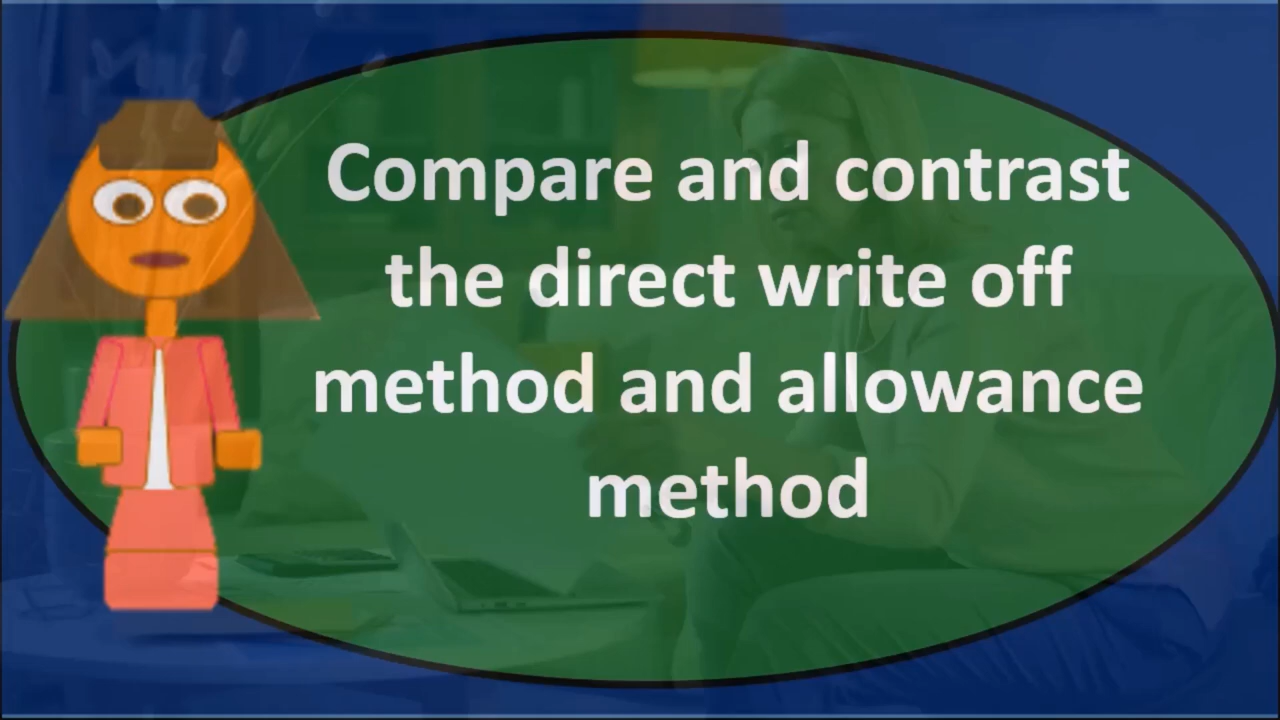 Compare and contrast
the direct write off
method and allowance
method